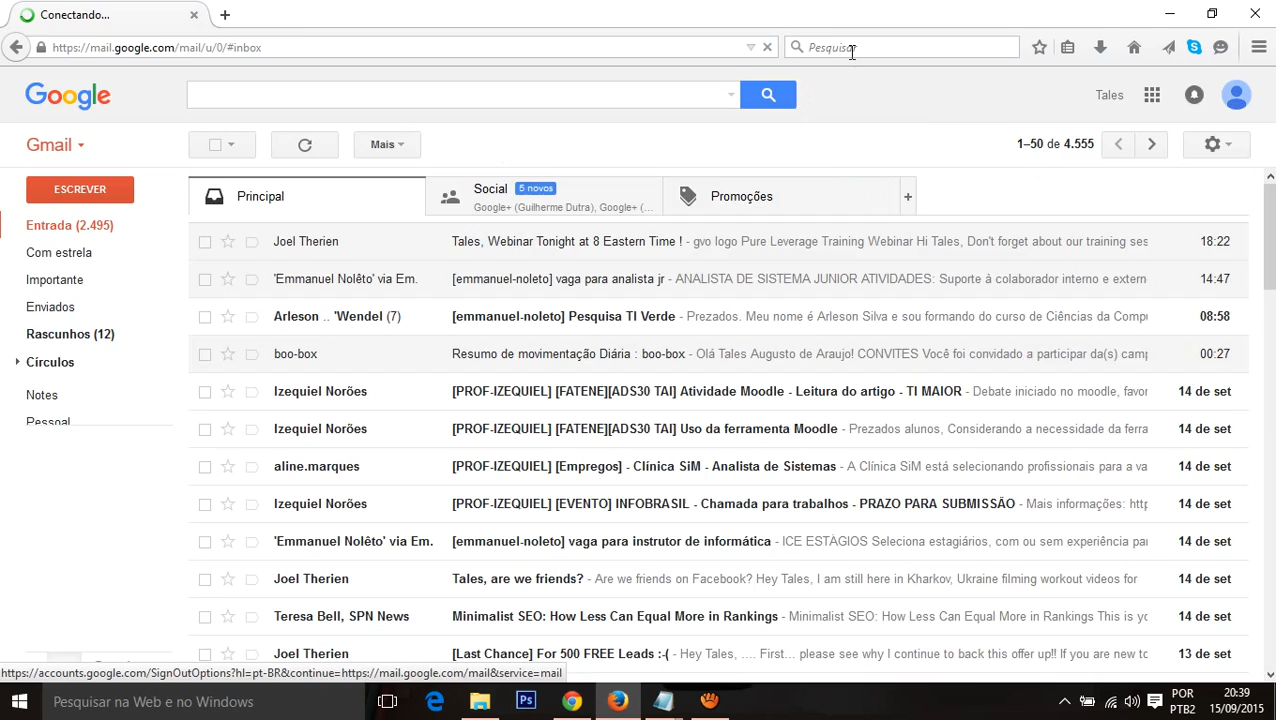 Conectando...
https://mail.google.com/mail/u/0/#inbox
Pesquisar
Google
Tales
Gmail
Mais
1–50 de 4.555
ESCREVER
Principal
Social 5 novos
Google+ (Guilherme Dutra), Google+ (...
Promoções
+
Entrada (2.495)
Com estrela
Importante
Enviados
Rascunhos (12)
Círculos
Notes
Pessoal
Joel Therien Tales, Webinar Tonight at 8 Eastern Time ! - gvo logo Pure Leverage Training Webinar Hi Tales, Don't forget about our training ses 18:22
'Emmanuel Nolêto' via Em. [emmanuel-noleto] vaga para analista jr - ANALISTA DE SISTEMA JUNIOR ATIVIDADES: Suporte à colaborador interno e extern 14:47
Arleson .. 'Wendel (7) [emmanuel-noleto] Pesquisa TI Verde - Prezados. Meu nome é Arleson Silva e sou formando do curso de Ciências da Compu 08:58
boo-box Resumo de movimentação Diária : boo-box - Olá Tales Augusto de Araujo! CONVITES Você foi convidado a participar da(s) camp 00:27
Izequiel Norões [PROF-IZEQUIEL] [FATENE][ADS30 TAI] Atividade Moodle - Leitura do artigo - TI MAIOR - Debate iniciado no moodle, favor 14 de set
Izequiel Norões [PROF-IZEQUIEL] [FATENE][ADS30 TAI] Uso da ferramenta Moodle - Prezados alunos, Considerando a necessidade da ferra 14 de set
aline.marques [PROF-IZEQUIEL] [Empregos] - Clínica SiM - Analista de Sistemas - A Clínica SiM está selecionando profissionais para a va 14 de set
Izequiel Norões [PROF-IZEQUIEL] [EVENTO] INFOBRASIL - Chamada para trabalhos - PRAZO PARA SUBMISSÃO - Mais informações: http 14 de set
'Emmanuel Nolêto' via Em. [emmanuel-noleto] vaga para instrutor de informática - ICE ESTÁGIOS Seleciona estagiários, com ou sem experiência pa 14 de set
Joel Therien Tales, are we friends? - Are we friends on Facebook? Hey Tales, I am still here in Kharkov, Ukraine filming workout videos for 14 de set
Teresa Bell, SPN News Minimalist SEO: How Less Can Equal More in Rankings - Minimalist SEO: How Less Can Equal More in Rankings This is yo 14 de set
Joel Therien [Last Chance] For 500 FREE Leads :-( - Hey Tales, .... First... please see why I continue to back this offer up!! If you are new to 13 de set
https://accounts.google.com/SignOutOptions?hl=pt-BR&continue=https://mail.google.com/mail&service=mail
Pesquisar na Web e no Windows
Ps
POR
PTB2
20:39
15/09/2015